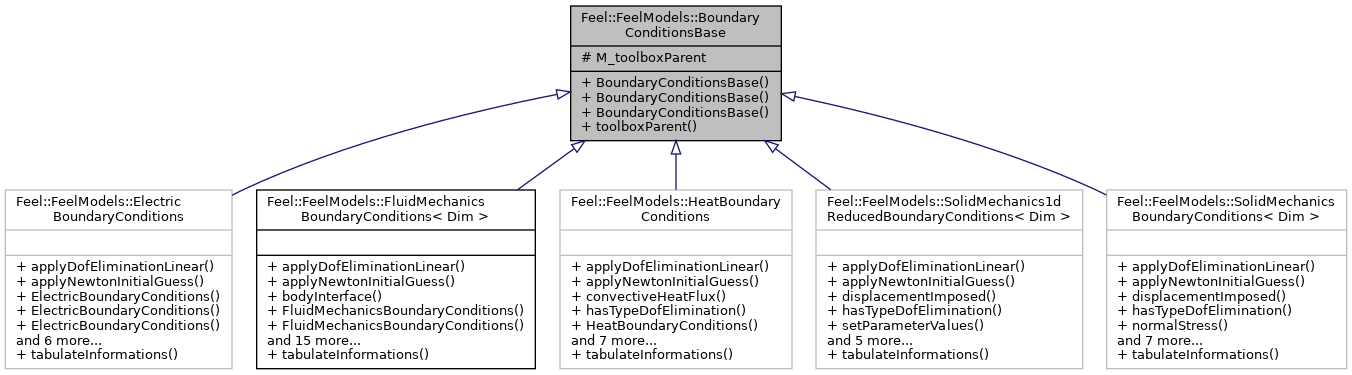 Feel::FeelModels::Boundary
ConditionsBase
# M_toolboxParent
+ BoundaryConditionsBase()
+ BoundaryConditionsBase()
+ BoundaryConditionsBase()
+ toolboxParent()
Feel::FeelModels::Electric
BoundaryConditions
+ applyDofEliminationLinear()
+ applyNewtonInitialGuess()
+ ElectricBoundaryConditions()
+ ElectricBoundaryConditions()
+ ElectricBoundaryConditions()
and 6 more...
+ tabulateInformations()
Feel::FeelModels::FluidMechanics
BoundaryConditions< Dim >
+ applyDofEliminationLinear()
+ applyNewtonInitialGuess()
+ bodyInterface()
+ FluidMechanicsBoundaryConditions()
+ FluidMechanicsBoundaryConditions()
and 15 more...
+ tabulateInformations()
Feel::FeelModels::HeatBoundary
Conditions
+ applyDofEliminationLinear()
+ applyNewtonInitialGuess()
+ convectiveHeatFlux()
+ hasTypeDofElimination()
+ HeatBoundaryConditions()
and 7 more...
+ tabulateInformations()
Feel::FeelModels::SolidMechanics1d
ReducedBoundaryConditions< Dim >
+ applyDofEliminationLinear()
+ applyNewtonInitialGuess()
+ displacementImposed()
+ hasTypeDofElimination()
+ setParameterValues()
and 5 more...
+ tabulateInformations()
Feel::FeelModels::SolidMechanics
BoundaryConditions< Dim >
+ applyDofEliminationLinear()
+ applyNewtonInitialGuess()
+ displacementImposed()
+ hasTypeDofElimination()
+ normalStress()
and 7 more...
+ tabulateInformations()